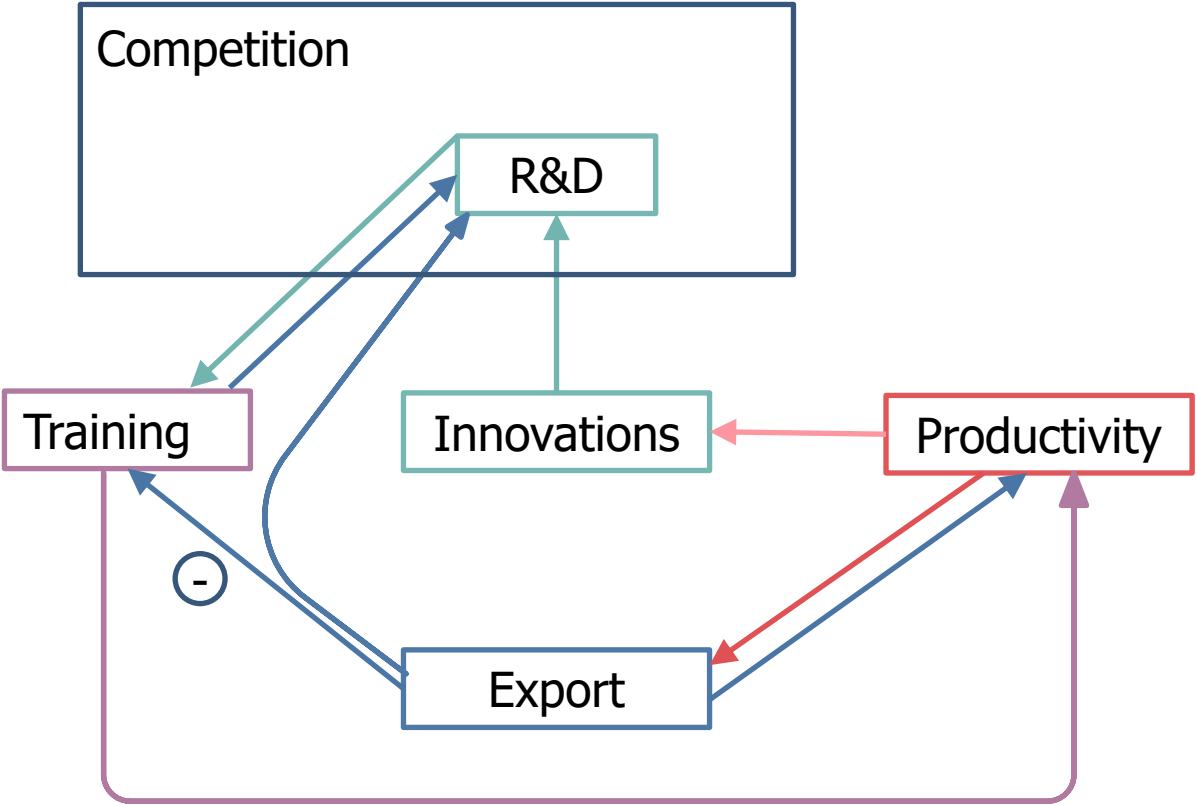 Competition
R&D
Training
Innovations
Productivity
-
Export